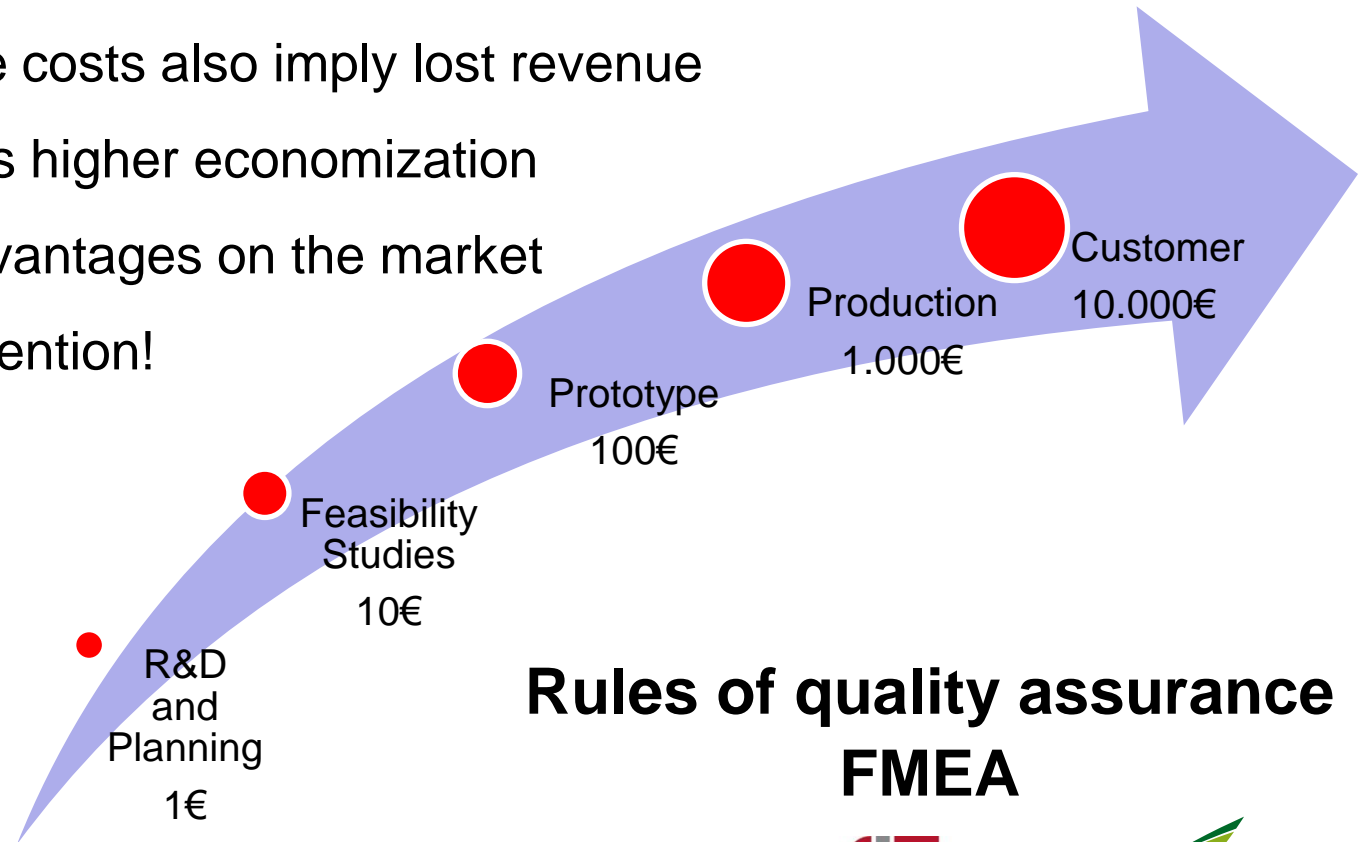 e costs also imply lost revenue
s higher economization
vantages on the market
ention!
Customer
10.000€
Production
1.000€
Prototype
100€
Feasibility
Studies
10€
R&D
and
Planning
1€
Rules of quality assurance
FMEA